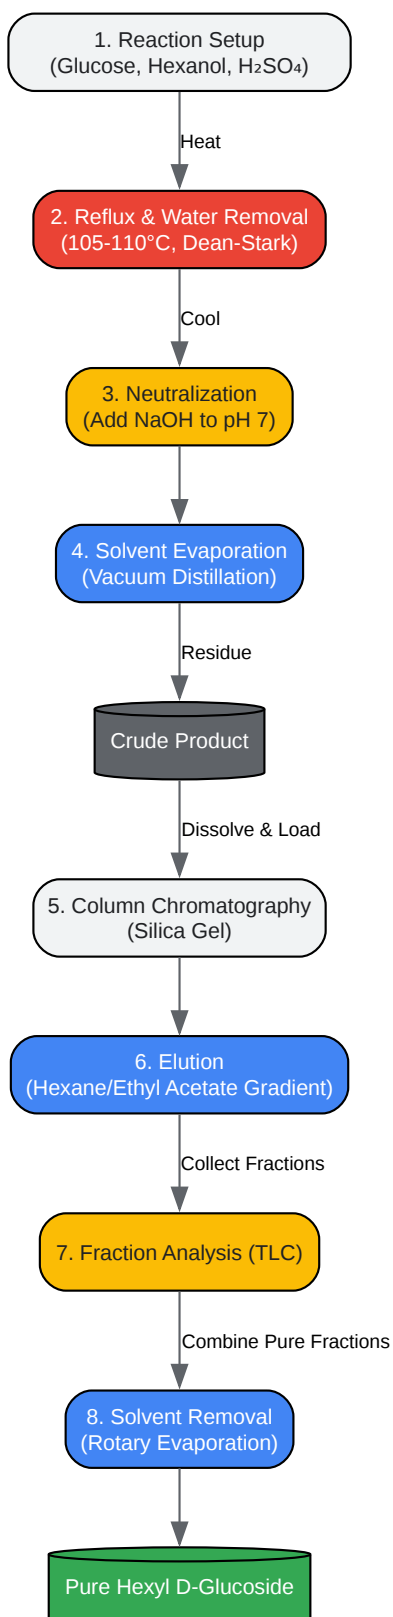 1. Reaction Setup
(Glucose, Hexanol, H₂SO₄)
Heat
2. Reflux & Water Removal
(105-110°C, Dean-Stark)
Cool
3. Neutralization
(Add NaOH to pH 7)
4. Solvent Evaporation
(Vacuum Distillation)
Residue
Crude Product
Dissolve & Load
5. Column Chromatography
(Silica Gel)
6. Elution
(Hexane/Ethyl Acetate Gradient)
Collect Fractions
7. Fraction Analysis (TLC)
Combine Pure Fractions
8. Solvent Removal
(Rotary Evaporation)
Pure Hexyl D-Glucoside